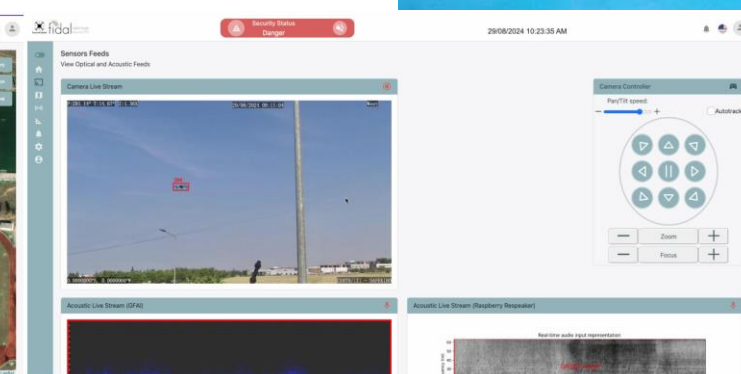 fidal
Security Status
Danger
29/08/2024 10:23:35 AM
Sensors Feeds
View Optical and Acoustic Feeds
Camera Live Stream
Camera Controller
Pan/Tilt speed:
Autotrack
Zoom
Focus
Acoustic Live Stream (GFAI)
Acoustic Live Stream (Raspberry Respeaker)
Real-time audio input representation